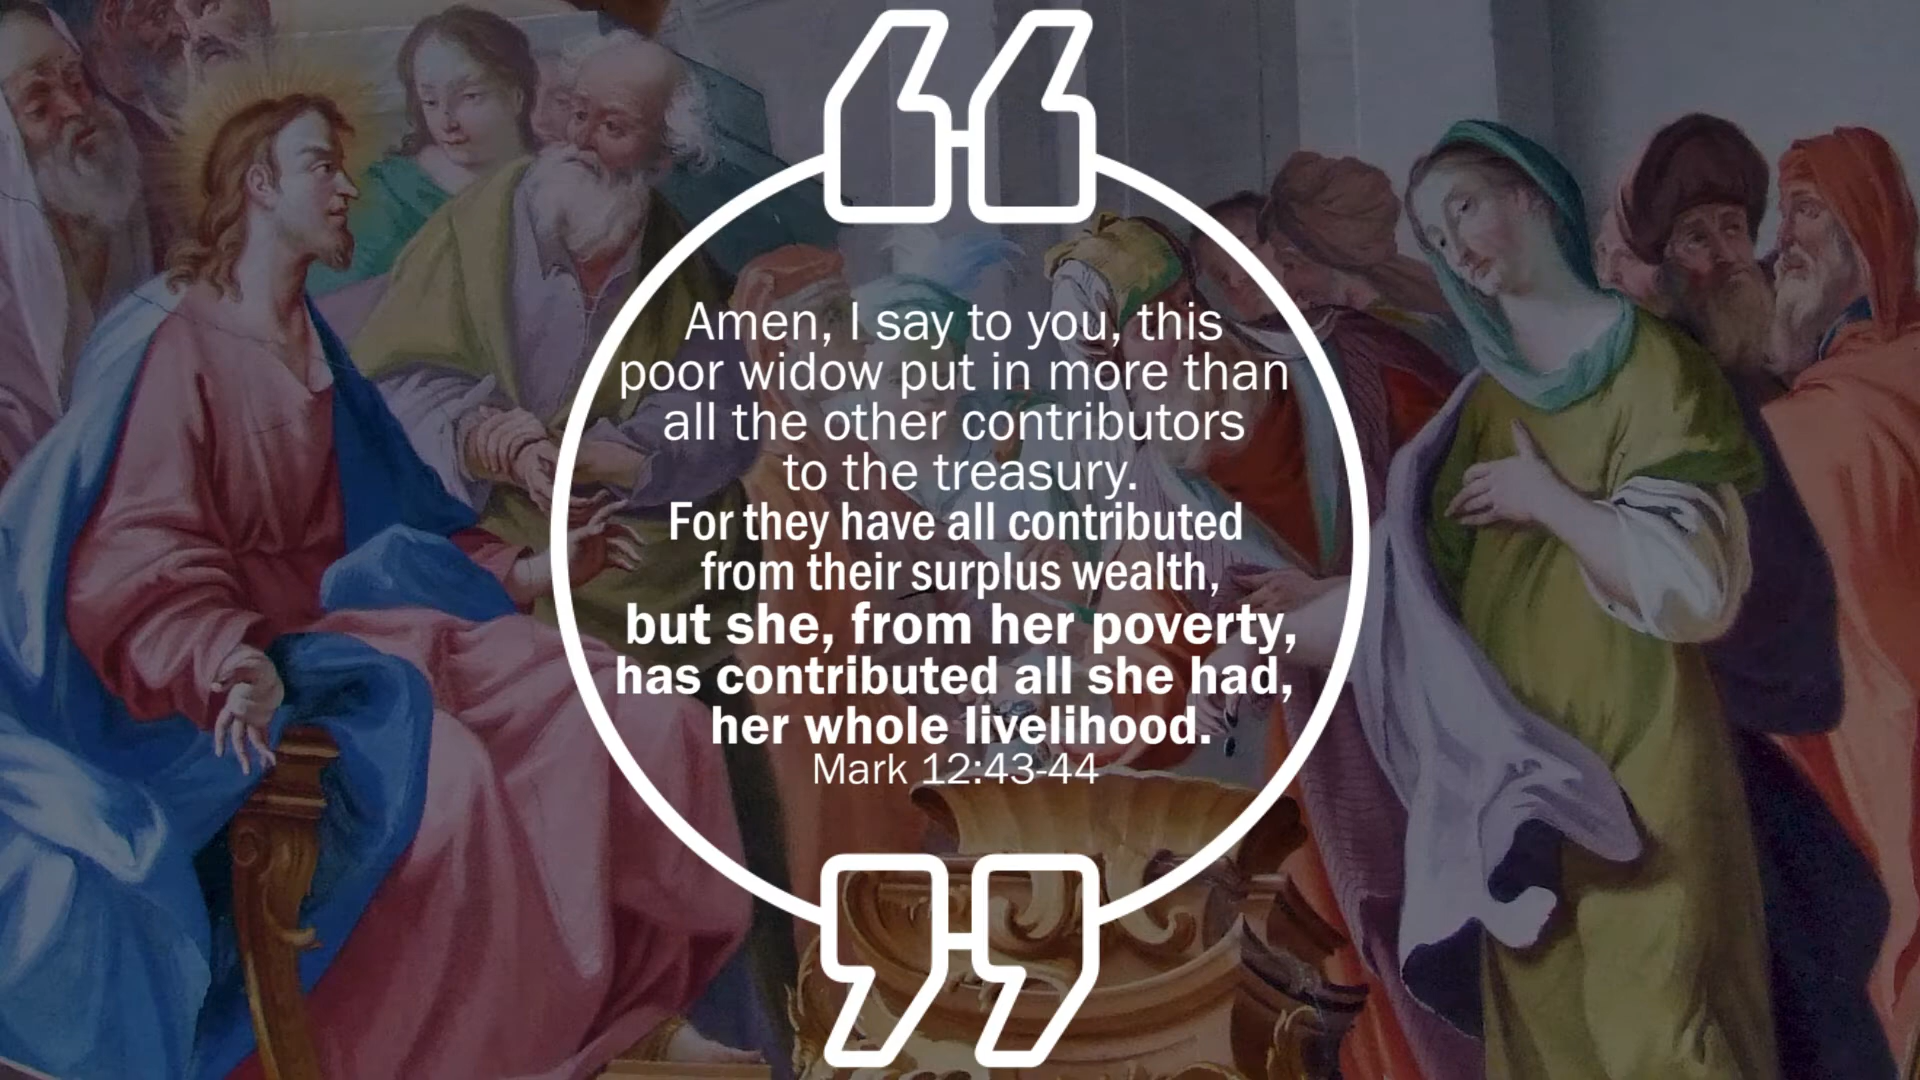 Amen, I say to you, this
poor widow put in more than
all the other contributors
to the treasury.
For they have all contributed
from their surplus wealth,
but she, from her poverty,
has contributed all she had,
her whole livelihood.
Mark 12:43-44